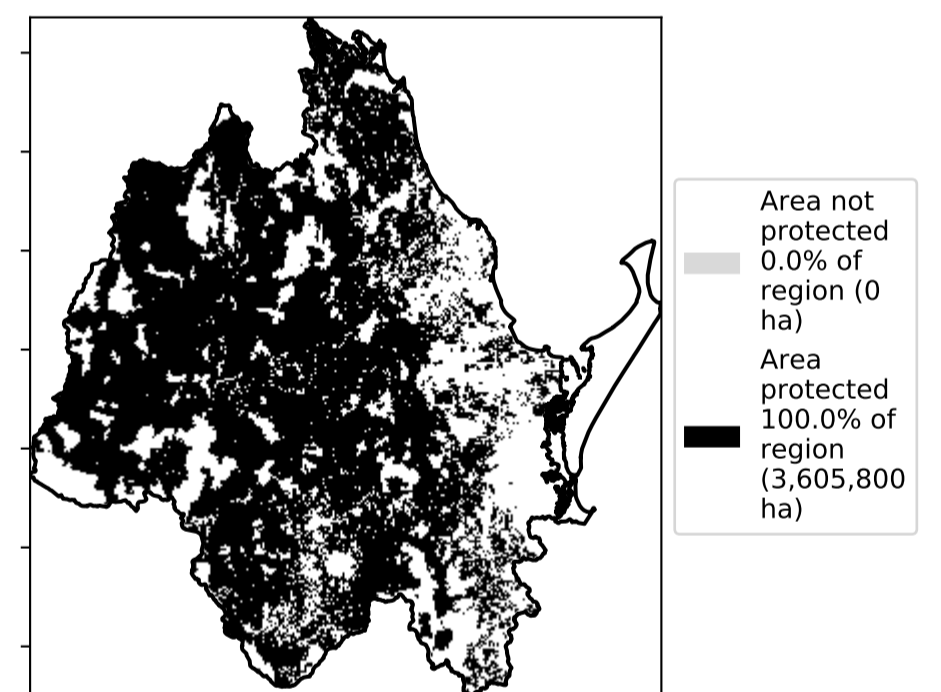 Area not
protected
0.0% of
region (0
ha)
Area
protected
100.0% of
region
(3,605,800
ha)